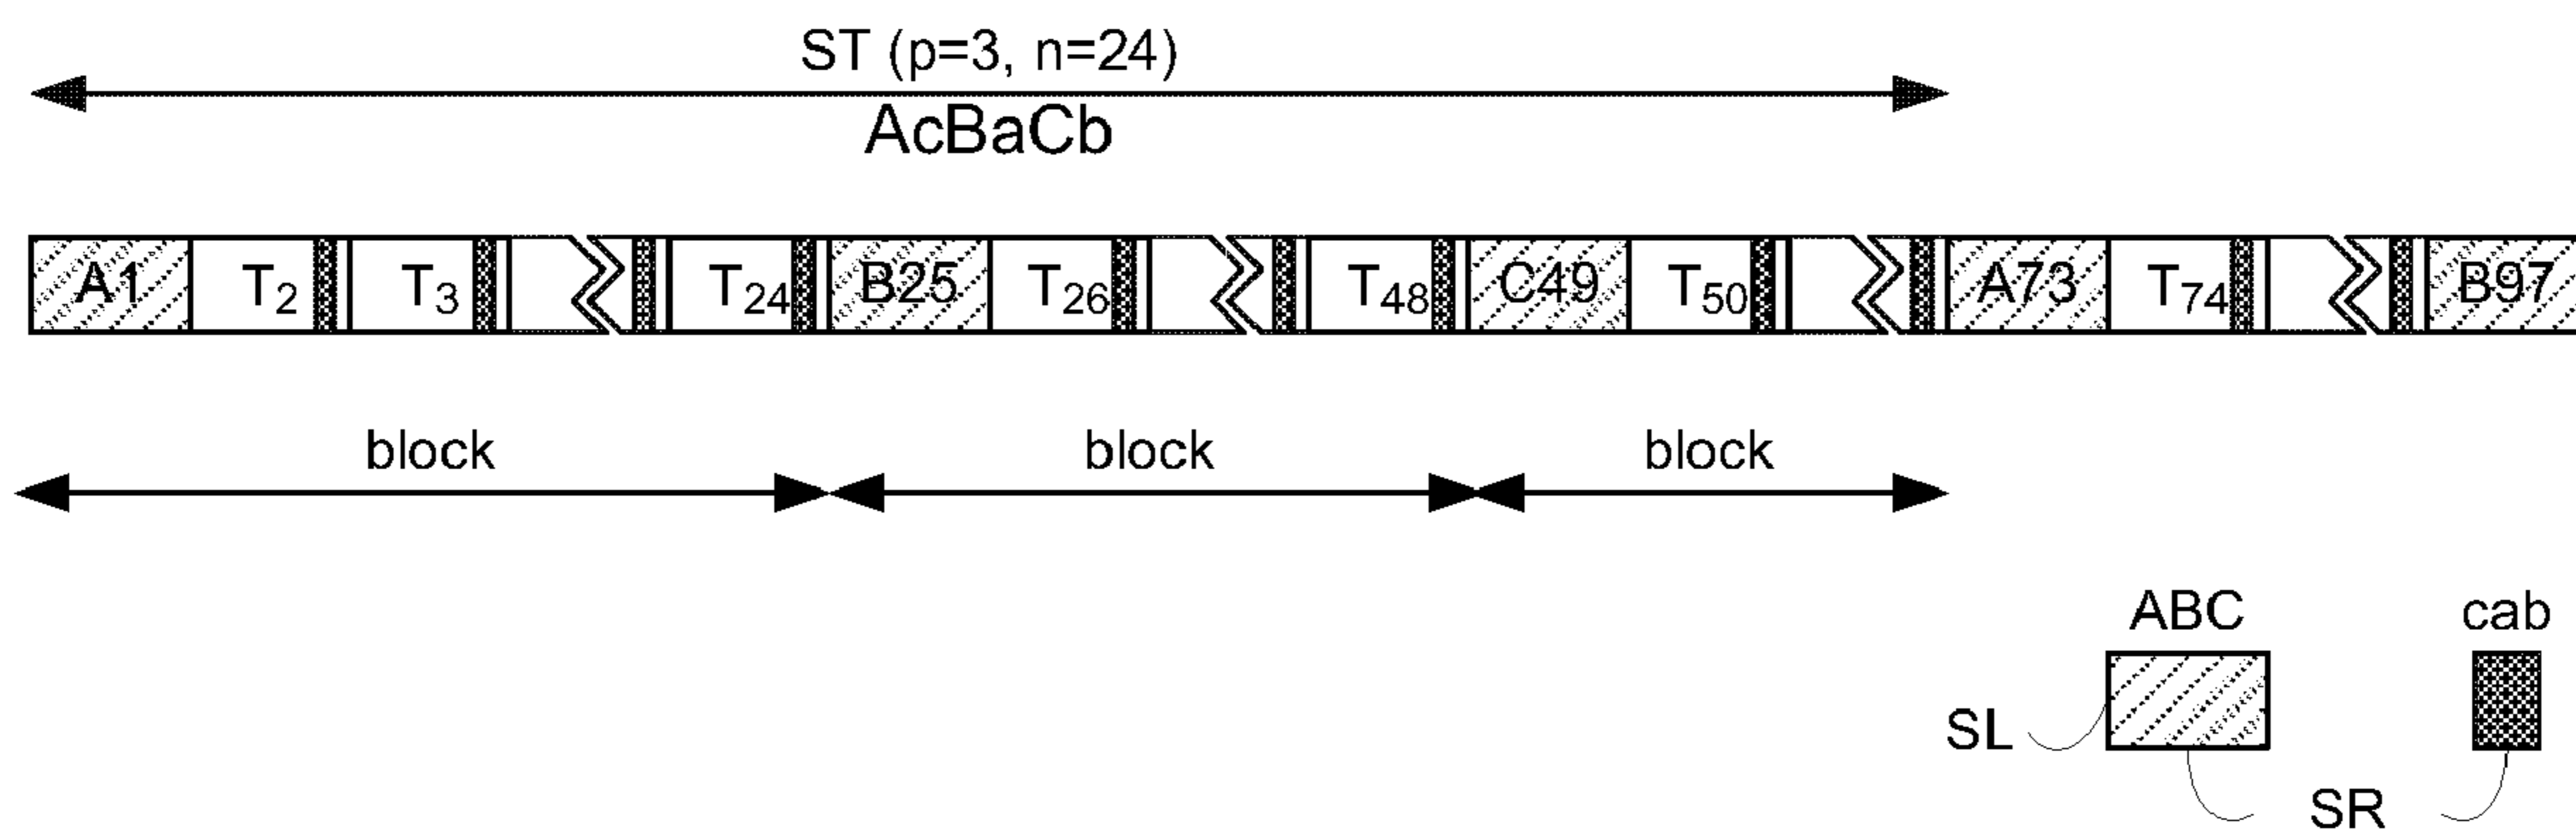 ST (p=3, n=24)
AcBaCb
A1 T2 T3 T24 B25 T26 T48 C49 T50 A73 T74 B97
block block block
ABC cab
SL
SR